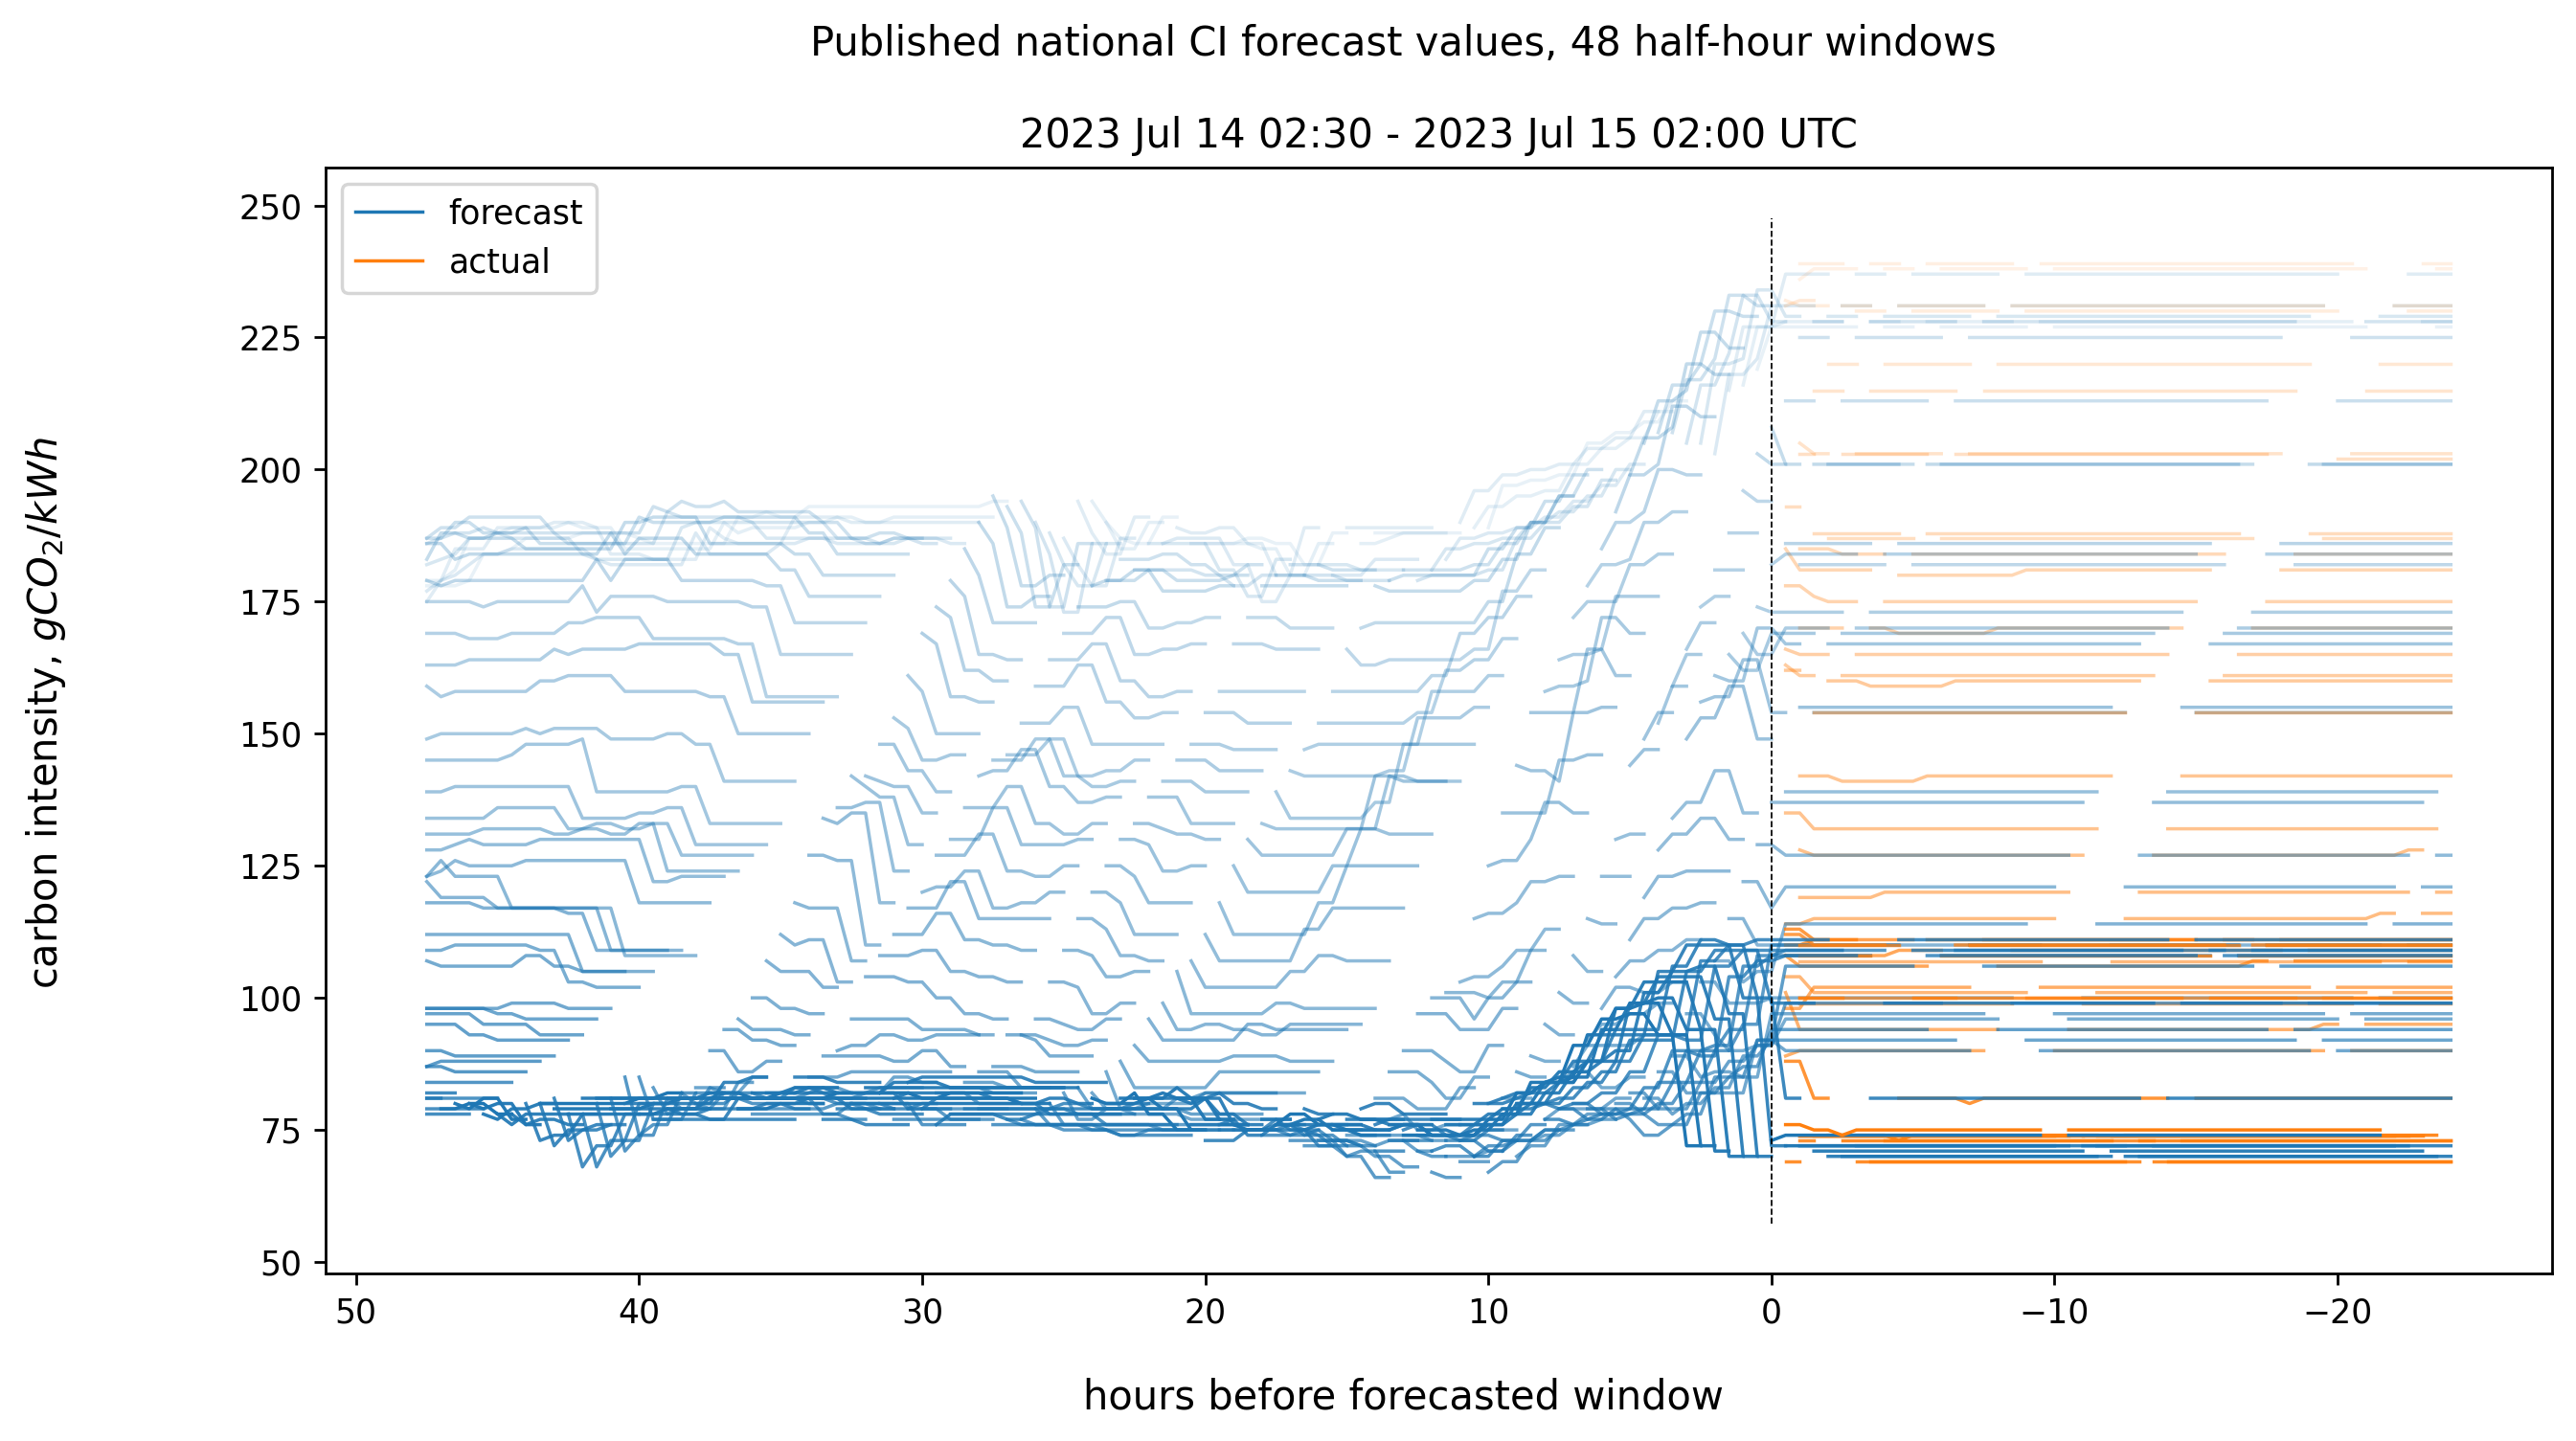 Published national CI forecast values, 48 half-hour windows
2023 Jul 14 02:30 - 2023 Jul 15 02:00 UTC
forecast
actual
carbon intensity, gCO₂/kWh
250
225
200
175
150
125
100
75
50
50 40 30 20 10 0 −10 −20
hours before forecasted window